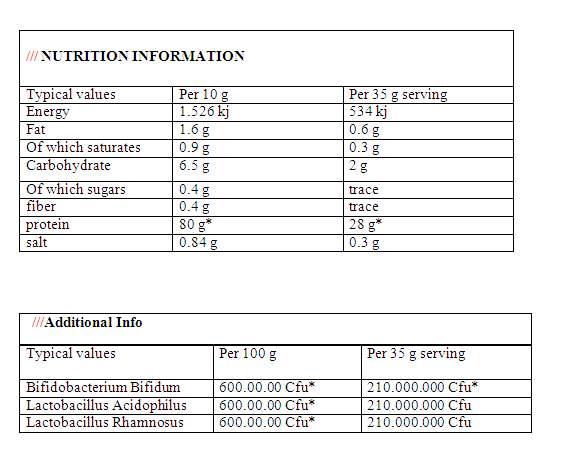 /// NUTRITION INFORMATION
Typical values Per 10 g Per 35 g serving
Energy 1.526 kj 534 kj
Fat 1.6 g 0.6 g
Of which saturates 0.9 g 0.3 g
Carbohydrate 6.5 g 2 g
Of which sugars 0.4 g trace
fiber 0.4 g trace
protein 80 g* 28 g*
salt 0.84 g 0.3 g
///Additional Info
Typical values Per 100 g Per 35 g serving
Bifidobacterium Bifidum 600.00.00 Cfu* 210.000.000 Cfu*
Lactobacillus Acidophilus 600.00.00 Cfu* 210.000.000 Cfu
Lactobacillus Rhamnosus 600.00.00 Cfu* 210.000.000 Cfu